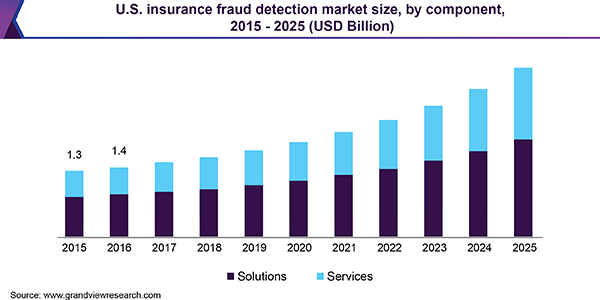 U.S. insurance fraud detection market size, by component,
2015 - 2025 (USD Billion)
1.3 1.4
2015 2016 2017 2018 2019 2020 2021 2022 2023 2024 2025
Solutions Services
Source: www.grandviewresearch.com